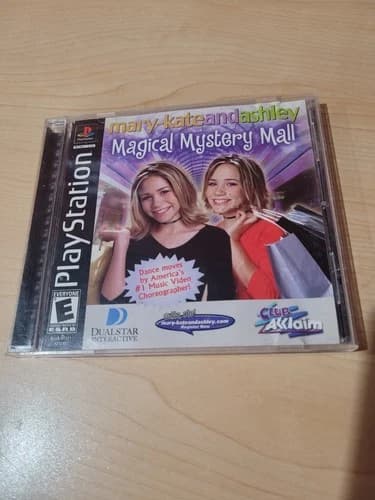 PlayStation
mary-kateandashley
Magical Mystery Mall
Dance moves
by America's
#1 Music Video
Choreographer!
EVERYONE
E
ESRB
DUALSTAR
INTERACTIVE
mary-kateandashley.com
Register Now
CLUB
Acclaim